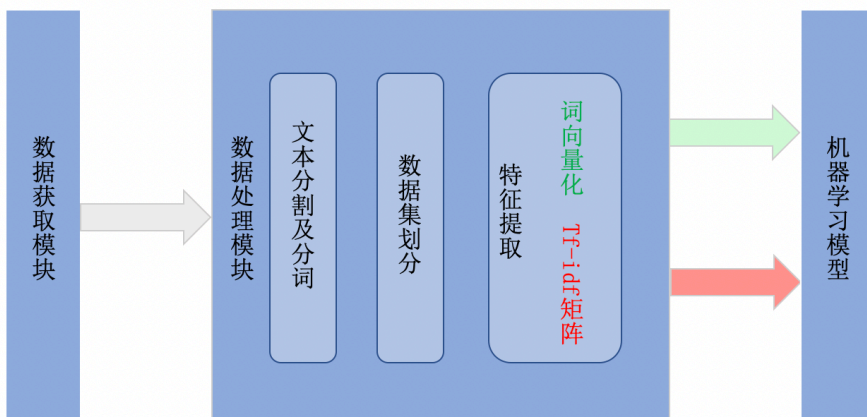 数据获取模块
数据处理模块
文本分割及分词
数据集划分
特征提取
词向量化
Tf-idf矩阵
机器学习模型